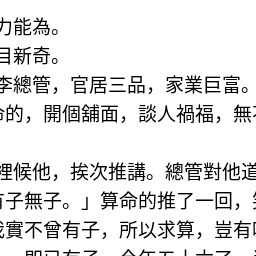 力能為。
目新奇。
李總管，官居三品，家業巨富。
命的，開個舖面，談人禍福，無
裡候他，挨次推講。總管對他道
有子無子。」算命的推了一回，笑
我實不曾有子，所以求算，豈有